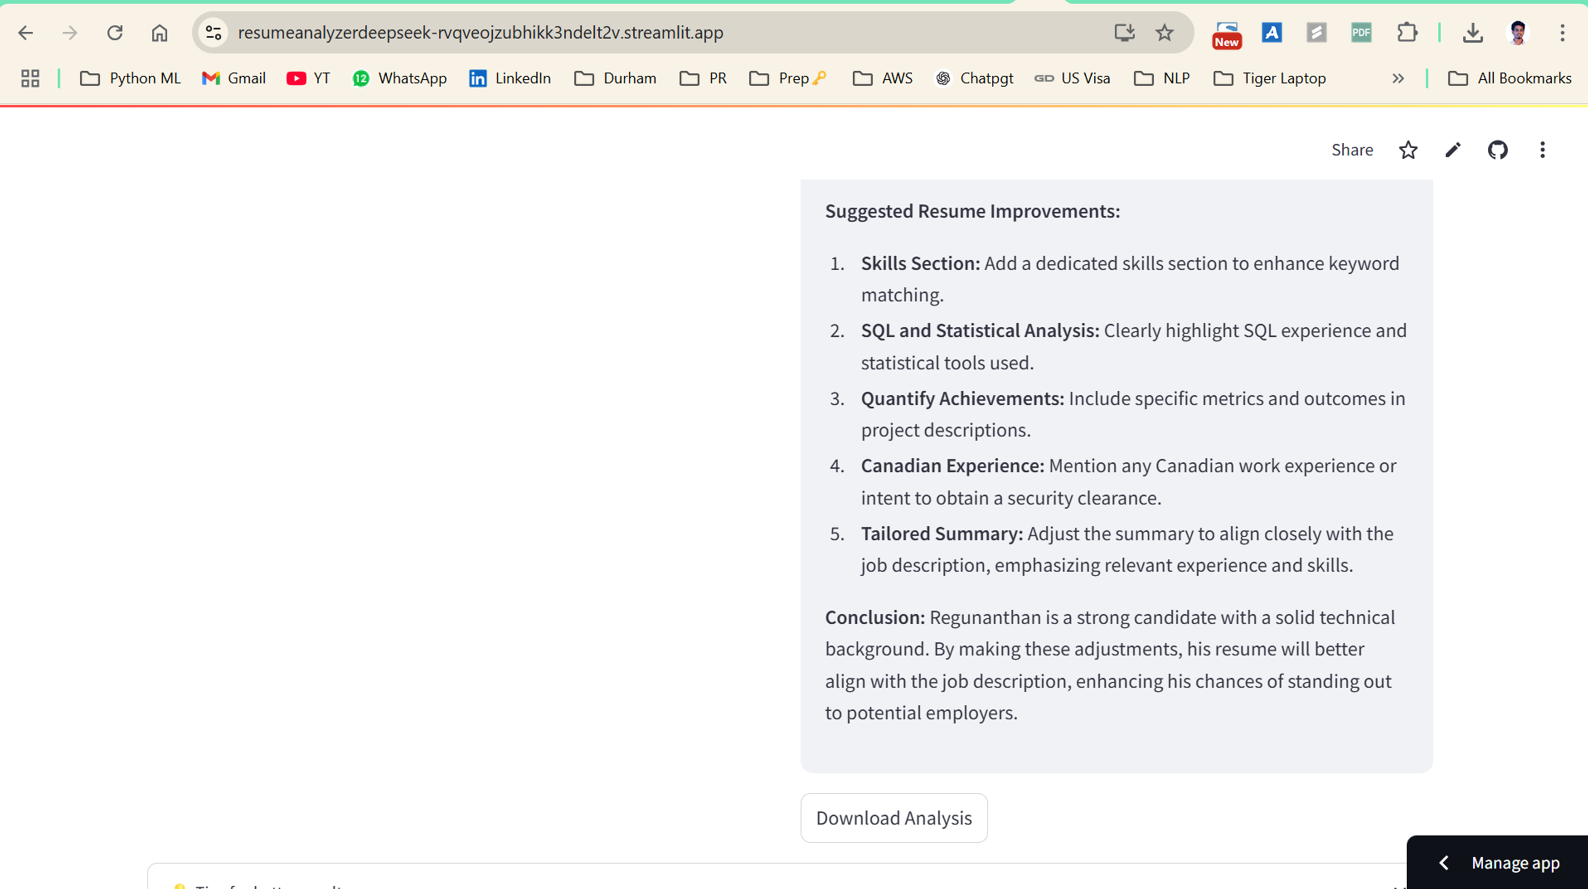 resumeanalyzerdeepseek-rvqveojzubhikk3ndelt2v.streamlit.app
New
A
PDF
Python ML
Gmail
YT
12
WhatsApp
in
LinkedIn
Durham
PR
Prep🔑
AWS
Chatpgt
GD
US Visa
NLP
Tiger Laptop
»
All Bookmarks
Share
Suggested Resume Improvements:
1. Skills Section: Add a dedicated skills section to enhance keyword
matching.
2. SQL and Statistical Analysis: Clearly highlight SQL experience and
statistical tools used.
3. Quantify Achievements: Include specific metrics and outcomes in
project descriptions.
4. Canadian Experience: Mention any Canadian work experience or
intent to obtain a security clearance.
5. Tailored Summary: Adjust the summary to align closely with the
job description, emphasizing relevant experience and skills.
Conclusion: Regunanthan is a strong candidate with a solid technical
background. By making these adjustments, his resume will better
align with the job description, enhancing his chances of standing out
to potential employers.
Download Analysis
Manage app